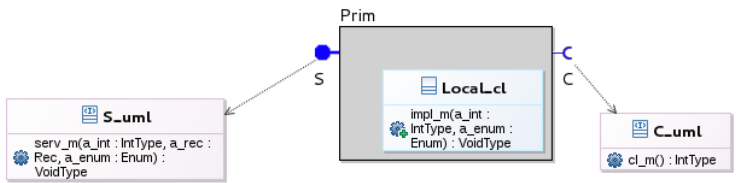 Prim
S
C
Local_cl
impl_m(a_int :
IntType, a_enum :
Enum) : VoidType
S_uml
serv_m(a_int : IntType, a_rec :
Rec, a_enum : Enum) :
VoidType
C_uml
cl_m() : IntType